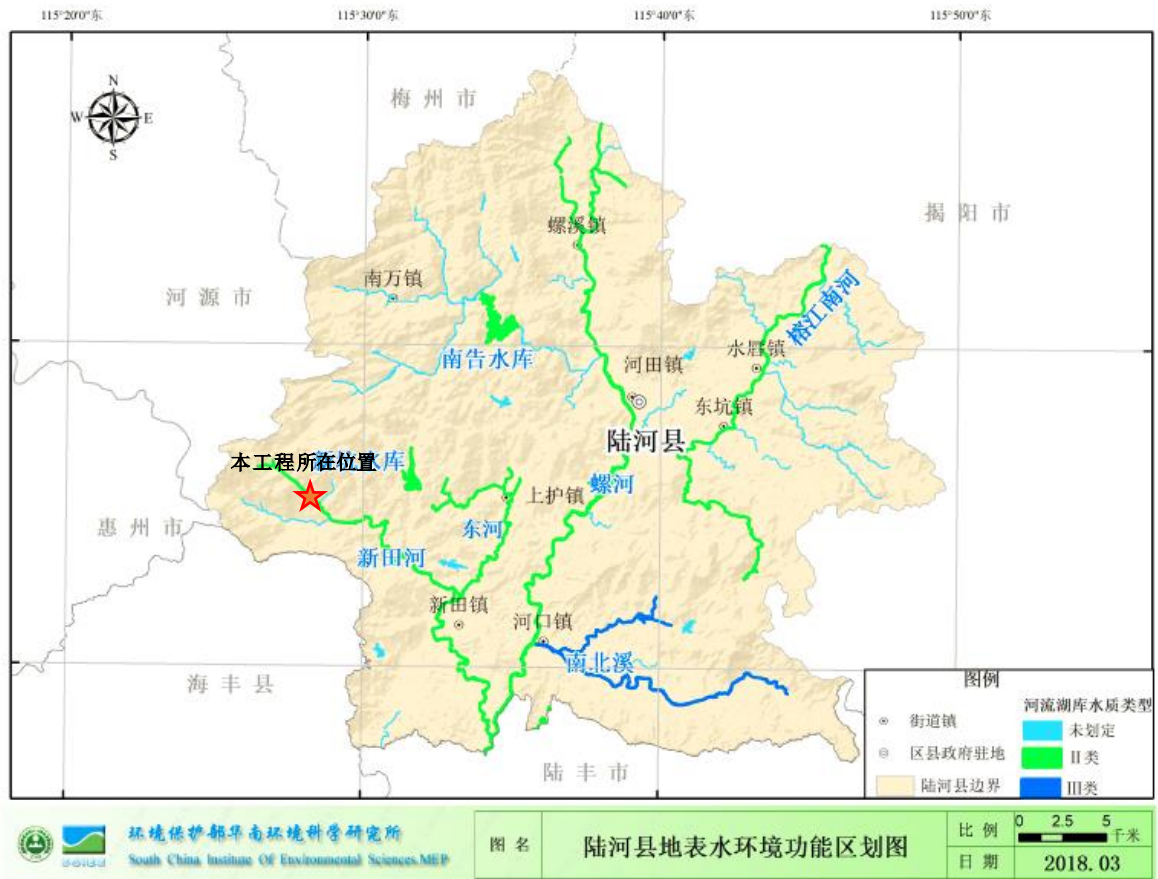 115°20'0"东
115°30'0"东
115°40'0"东
115°50'0"东
N
W
E
S
梅州市
揭阳市
河源市
螺溪镇
南万镇
榕江南河
南告水库
水唇镇
河田镇
东坑镇
陆河县
本工程所在位置
水库
上护镇
螺河
惠州市
东河
新田河
新田镇
河口镇
南北溪
海丰县
陆丰市
图例
河流湖库水质类型
街道镇
未划定
区县政府驻地
II类
陆河县边界
III类
环境保护部华南环境科学研究所
South China Institute Of Environmental Sciences.MEP
图名
陆河县地表水环境功能区划图
比例
0 2.5 5
千米
日期
2018.03